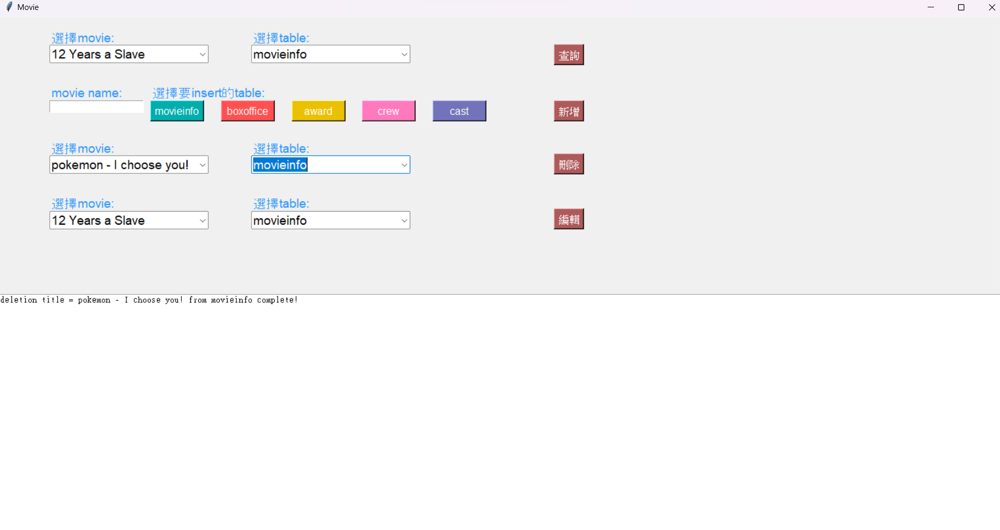 Movie
選擇movie: 選擇table:
12 Years a Slave movieinfo 查詢
movie name: 選擇要insert的table:
movieinfo boxoffice award crew cast 新增
選擇movie: 選擇table:
pokemon - I choose you! movieinfo 刪除
選擇movie: 選擇table:
12 Years a Slave movieinfo 編輯
deletion title = pokemon - I choose you! from movieinfo complete!